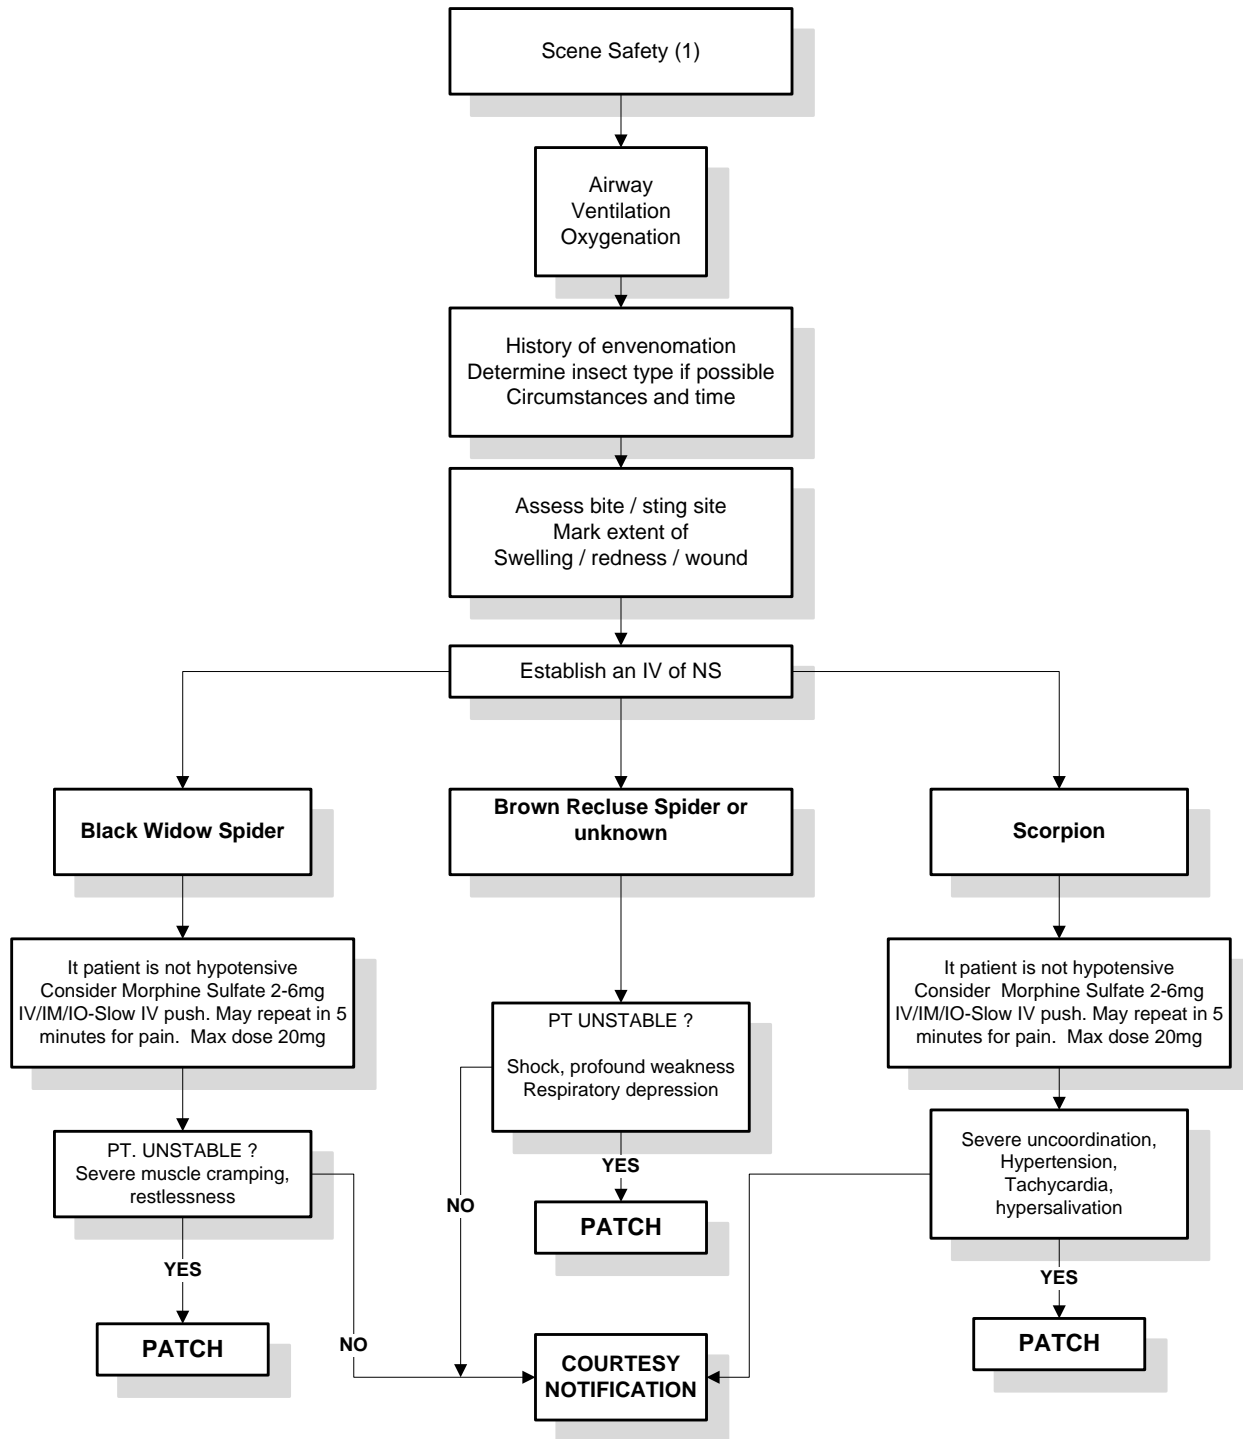 Scene Safety (1)
Airway
Ventilation
Oxygenation
History of envenomation
Determine insect type if possible
Circumstances and time
Assess bite / sting site
Mark extent of
Swelling / redness / wound
Establish an IV of NS
Black Widow Spider
Brown Recluse Spider or
unknown
Scorpion
It patient is not hypotensive
Consider Morphine Sulfate 2-6mg
IV/IM/IO-Slow IV push. May repeat in 5
minutes for pain.  Max dose 20mg
PT UNSTABLE ?
Shock, profound weakness
Respiratory depression
It patient is not hypotensive
Consider  Morphine Sulfate 2-6mg
IV/IM/IO-Slow IV push. May repeat in 5
minutes for pain.  Max dose 20mg
PT. UNSTABLE ?
Severe muscle cramping,
restlessness
Severe uncoordination,
Hypertension,
Tachycardia,
hypersalivation
YES
NO
PATCH
YES
YES
PATCH
NO
COURTESY
NOTIFICATION
PATCH